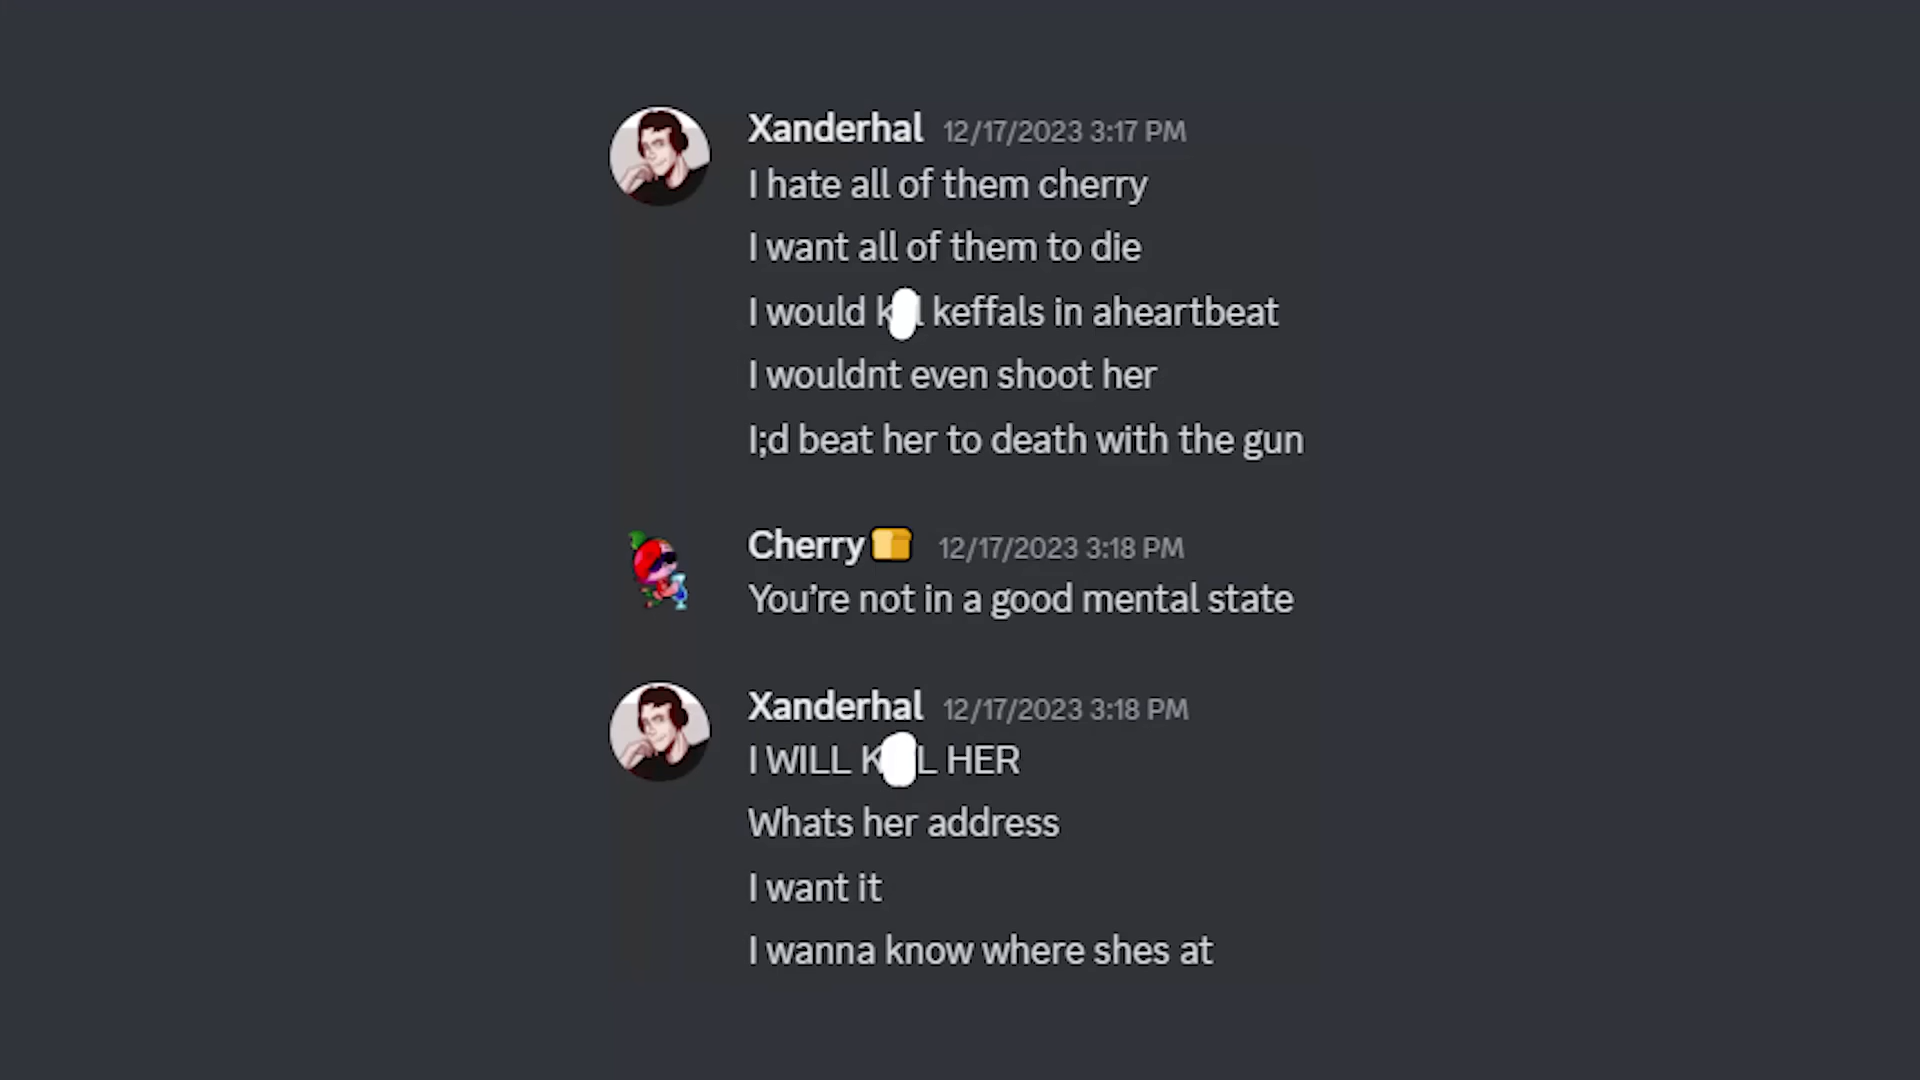 Xanderhal 12/17/2023 3:17 PM
I hate all of them cherry
I want all of them to die
I would keffals in aheartbeat
I wouldnt even shoot her
I;d beat her to death with the gun
Cherry 12/17/2023 3:18 PM
You're not in a good mental state
Xanderhal 12/17/2023 3:18 PM
I WILL HER
Whats her address
I want it
I wanna know where shes at